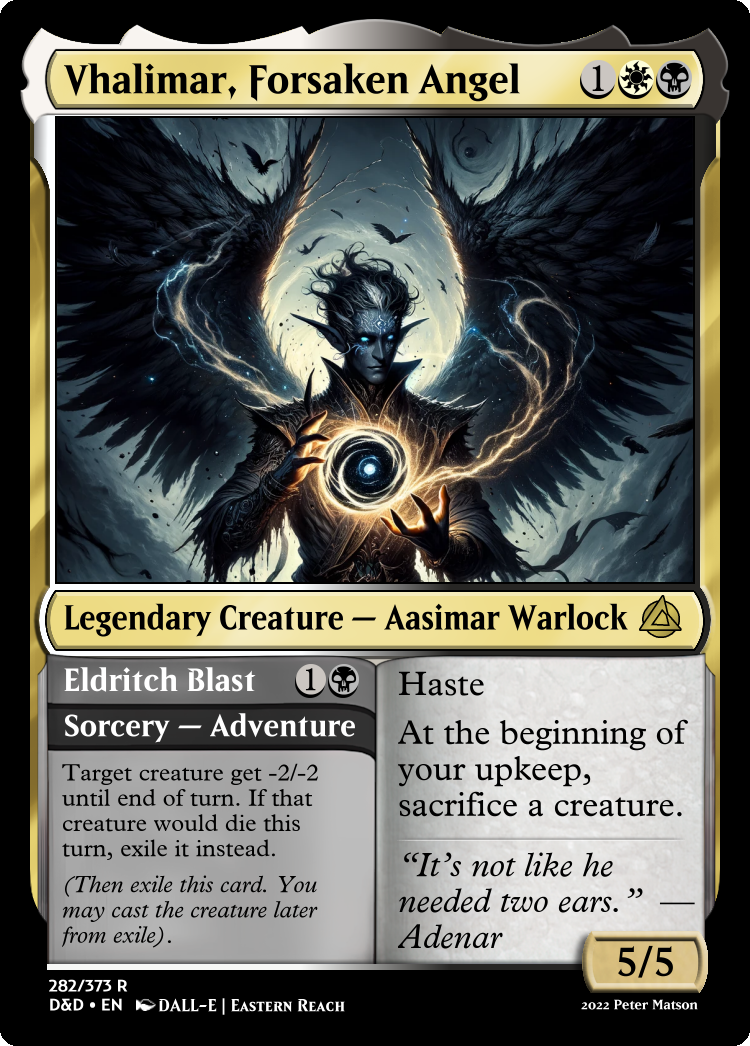 Vhalimar, Forsaken Angel 1
Legendary Creature — Aasimar Warlock
Eldritch Blast 1
Sorcery — Adventure
Target creature get -2/-2
until end of turn. If that
creature would die this
turn, exile it instead.
(Then exile this card. You
may cast the creature later
from exile).
Haste
At the beginning of
your upkeep,
sacrifice a creature.
“It’s not like he
needed two ears.” —
Adenar
5/5
282/373 R
D&D • EN DALL-E | Eastern Reach
2022 Peter Matson